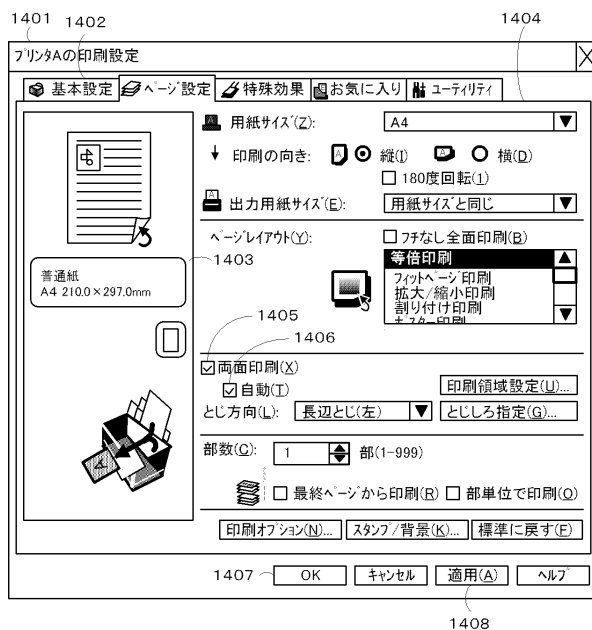 1401 1402 1404
プリンタAの印刷設定
基本設定 ページ設定 特殊効果 お気に入り ユーティリティ
用紙サイズ(Z): A4
印刷の向き: 縦(I) 横(D)
180度回転(1)
出力用紙サイズ(E): 用紙サイズと同じ
ページレイアウト(Y): フチなし全面印刷(B)
等倍印刷
フィットページ印刷
拡大/縮小印刷
割り付け印刷
ポスター印刷
1403
普通紙
A4 210.0×297.0mm
1405
1406
両面印刷(X)
自動(T) 印刷領域設定(U)...
とじ方向(L): 長辺とじ(左) とじしろ指定(G)...
部数(C): 1 部(1-999)
最終ページから印刷(R) 部単位で印刷(O)
印刷オプション(N)... スタンプ/背景(K)... 標準に戻す(F)
1407 OK キャンセル 適用(A) ヘルプ
1408